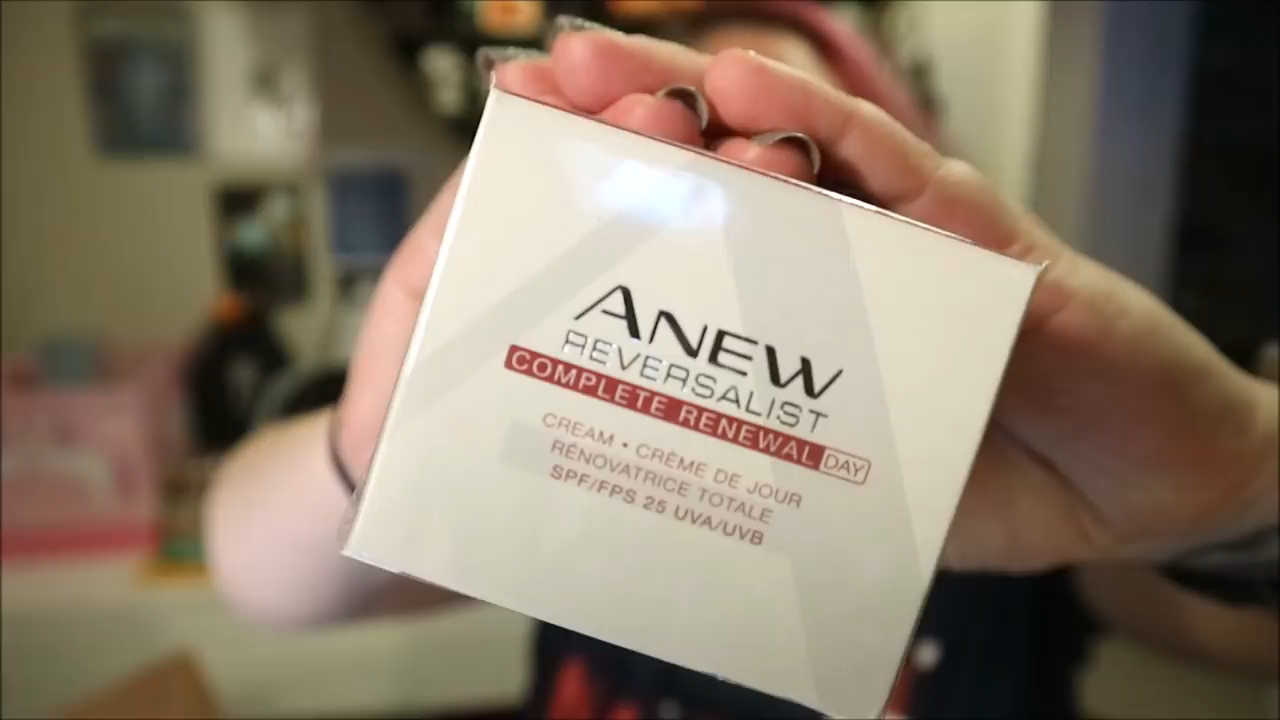 ANEW
REVERSALIST
COMPLETE RENEWAL DAY
CREAM • CRÈME DE JOUR
RÉNOVATRICE TOTALE
SPF/FPS 25 UVA/UVB